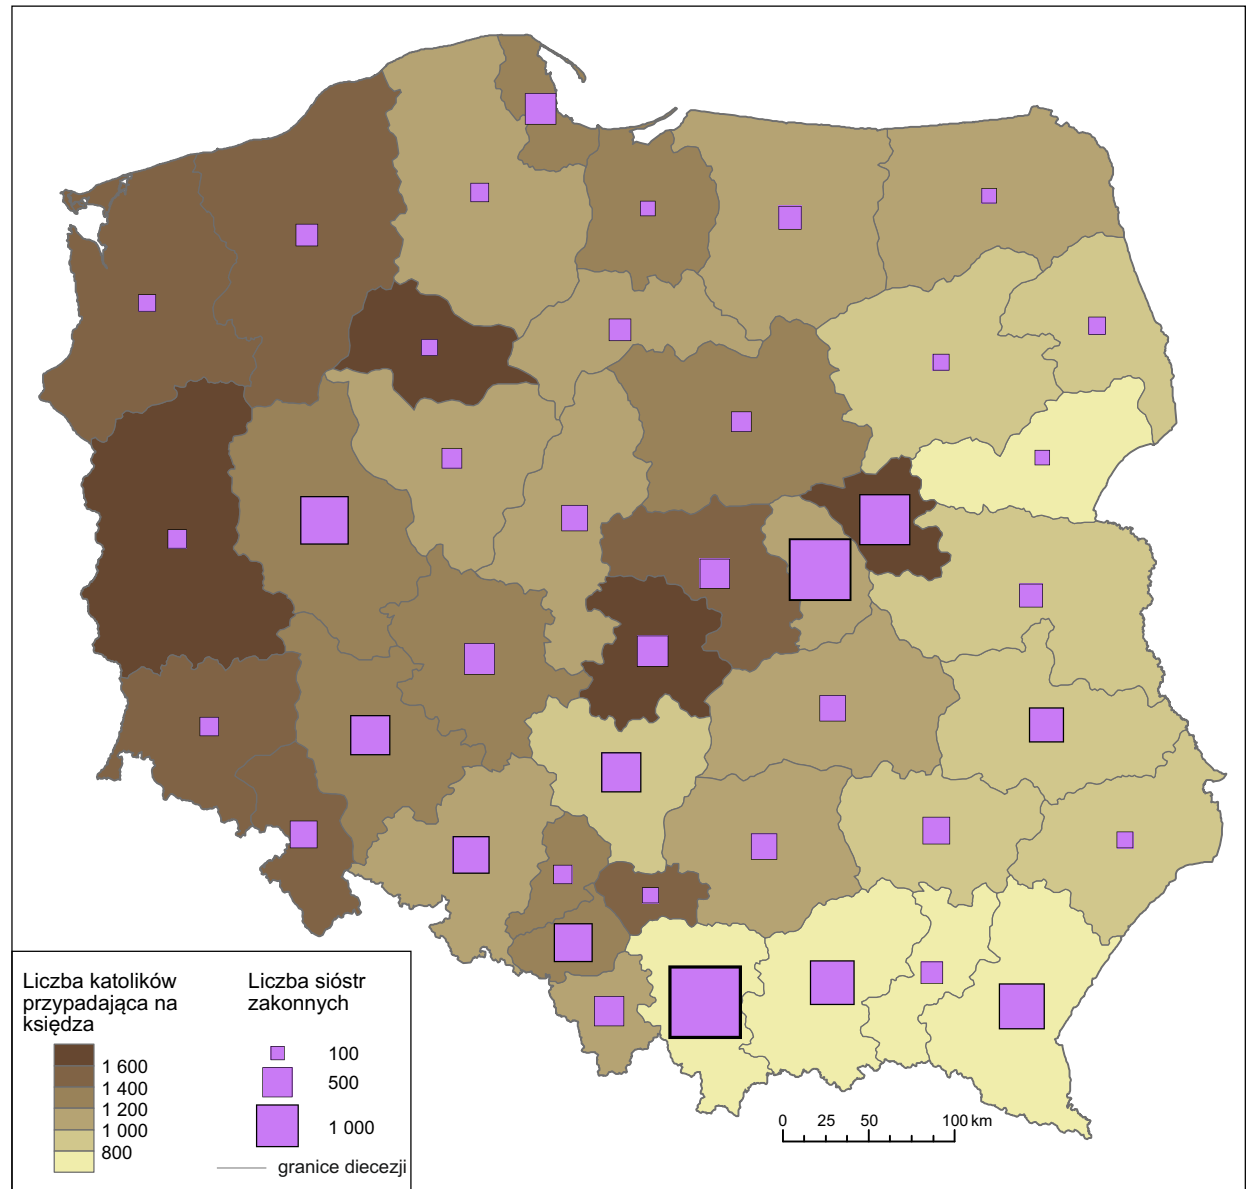 Liczba katolików
przypadająca na
księdza
1 600
1 400
1 200
1 000
800
Liczba sióstr
zakonnych
100
500
1 000
granice diecezji
0 25 50 100 km